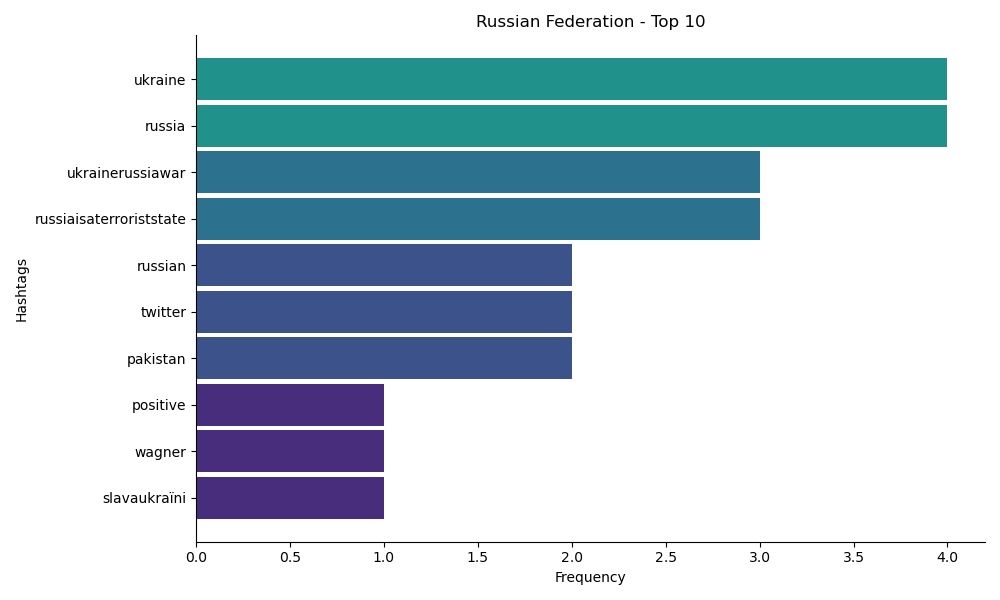 Russian Federation - Top 10
ukraine
russia
ukrainerussiawar
russiaisaterroriststate
russian
twitter
pakistan
positive
wagner
slavaukraïni
Hashtags
0.0 0.5 1.0 1.5 2.0 2.5 3.0 3.5 4.0
Frequency